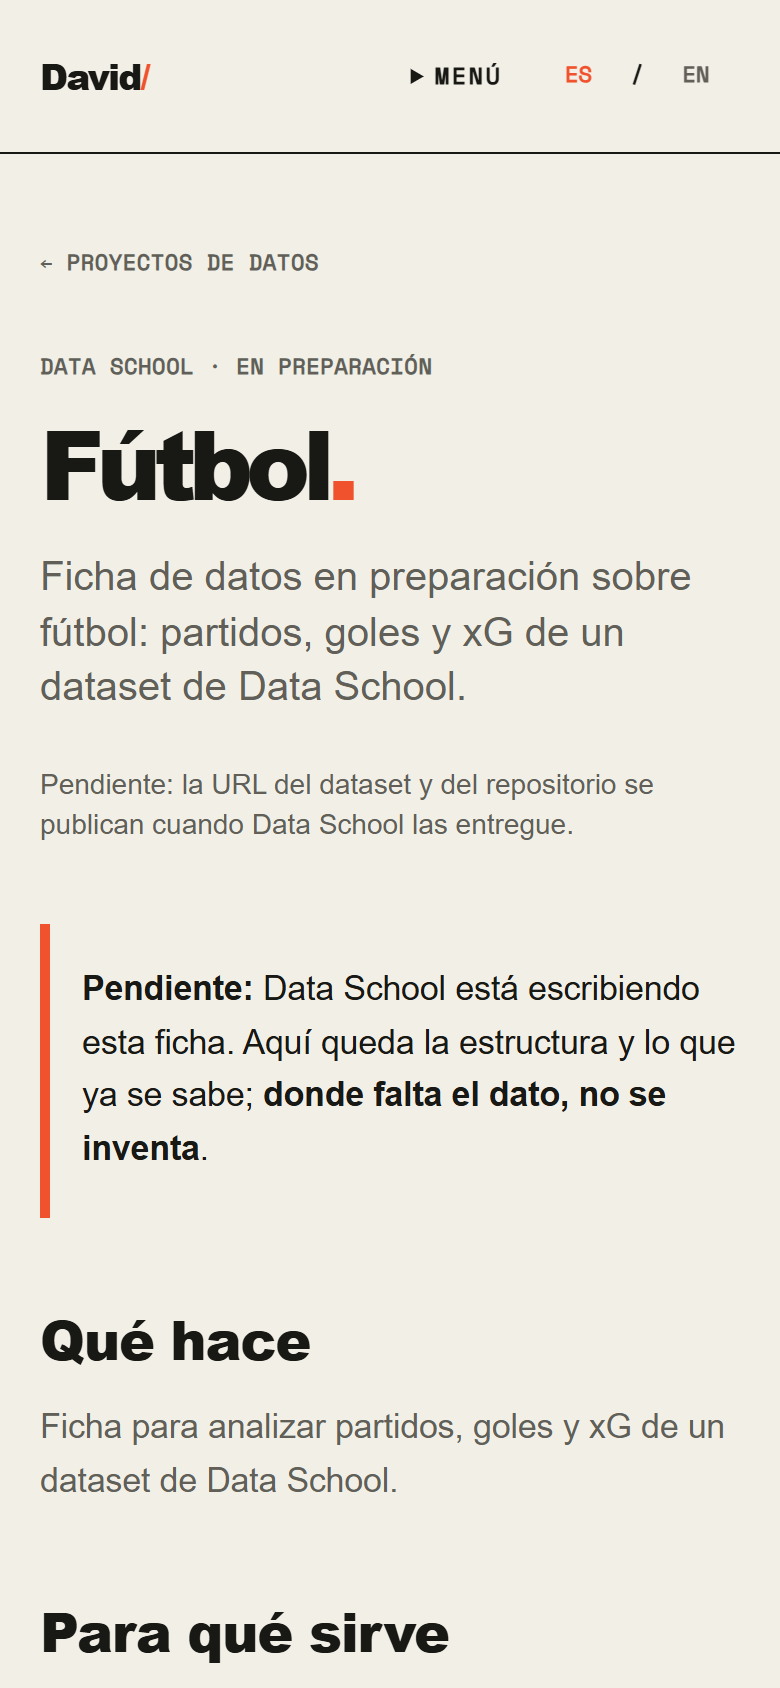 David/
▶ MENÚ ES / EN
← PROYECTOS DE DATOS
DATA SCHOOL · EN PREPARACIÓN
Fútbol.
Ficha de datos en preparación sobre
fútbol: partidos, goles y xG de un
dataset de Data School.
Pendiente: la URL del dataset y del repositorio se
publican cuando Data School las entregue.
Pendiente: Data School está escribiendo
esta ficha. Aquí queda la estructura y lo que
ya se sabe; donde falta el dato, no se
inventa.
Qué hace
Ficha para analizar partidos, goles y xG de un
dataset de Data School.
Para qué sirve